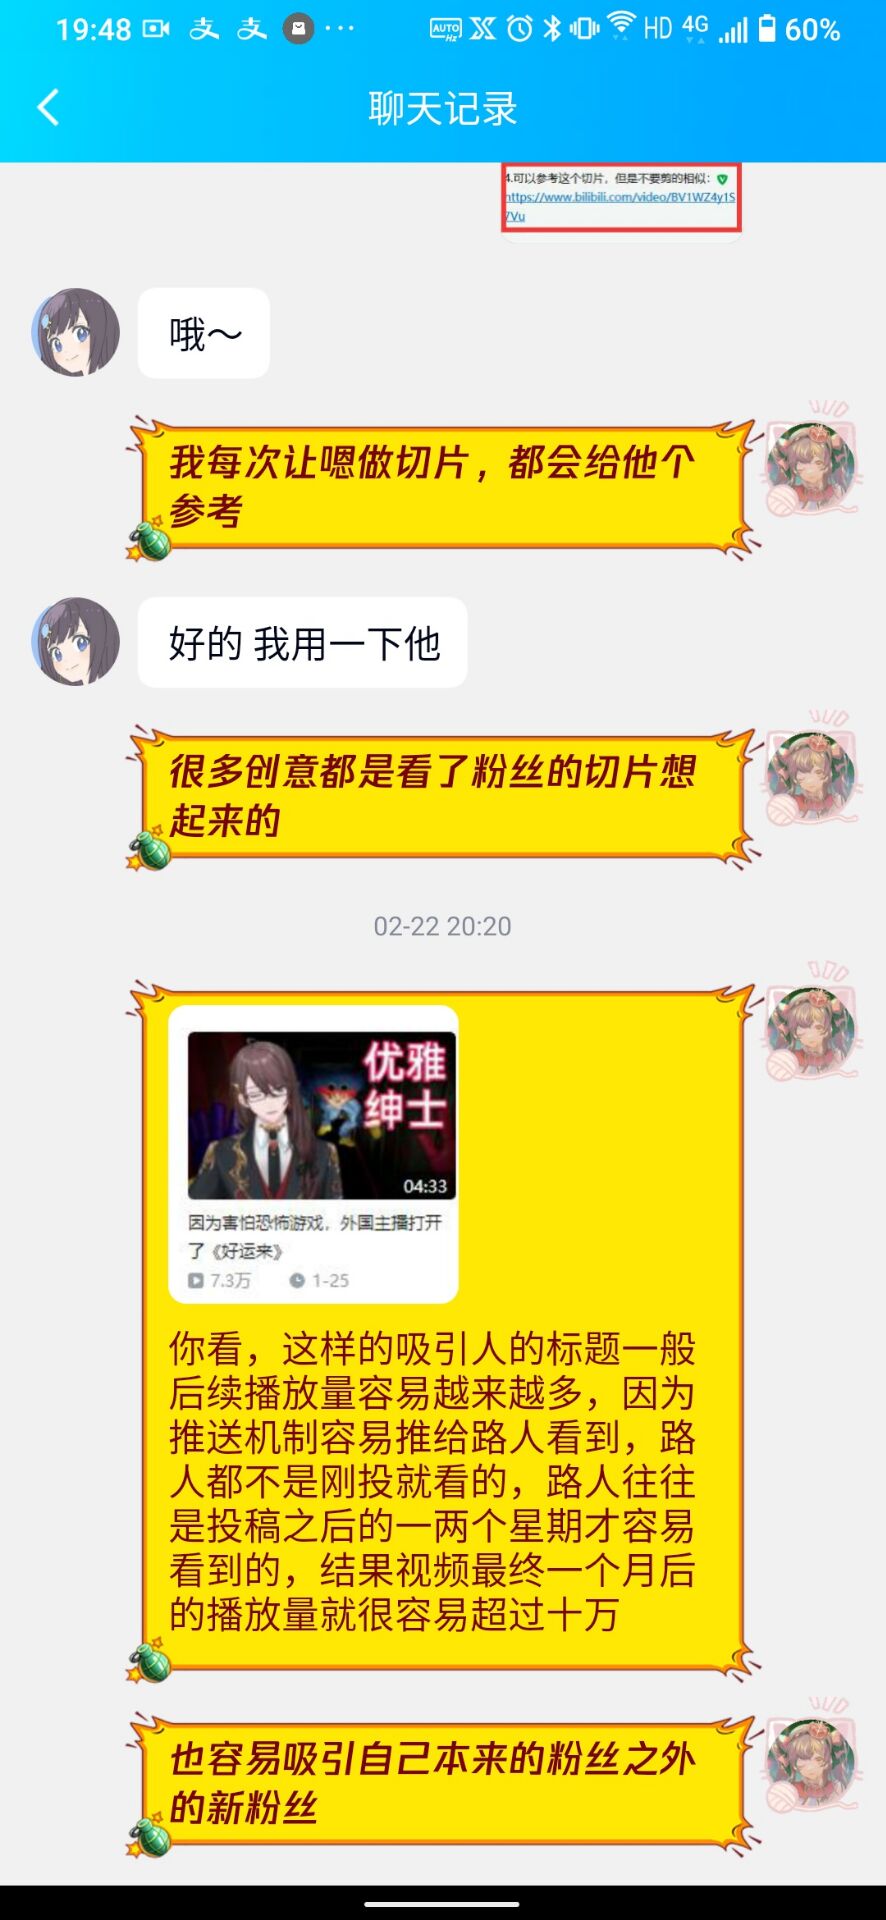 19:48
HD 4G 60%
聊天记录
4.可以参考这个切片，但是不要剪的相似：
https://www.bilibili.com/video/BV1WZ4y1S
7Vu
哦～
我每次让嗯做切片，都会给他个
参考
好的 我用一下他
很多创意都是看了粉丝的切片想
起来的
02-22 20:20
优雅
绅士
04:33
因为害怕恐怖游戏，外国主播打开
了《好运来》
7.3万 1-25
你看，这样的吸引人的标题一般
后续播放量容易越来越多，因为
推送机制容易推给路人看到，路
人都不是刚投就看的，路人往往
是投稿之后的一两个星期才容易
看到的，结果视频最终一个月后
的播放量就很容易超过十万
也容易吸引自己本来的粉丝之外
的新粉丝